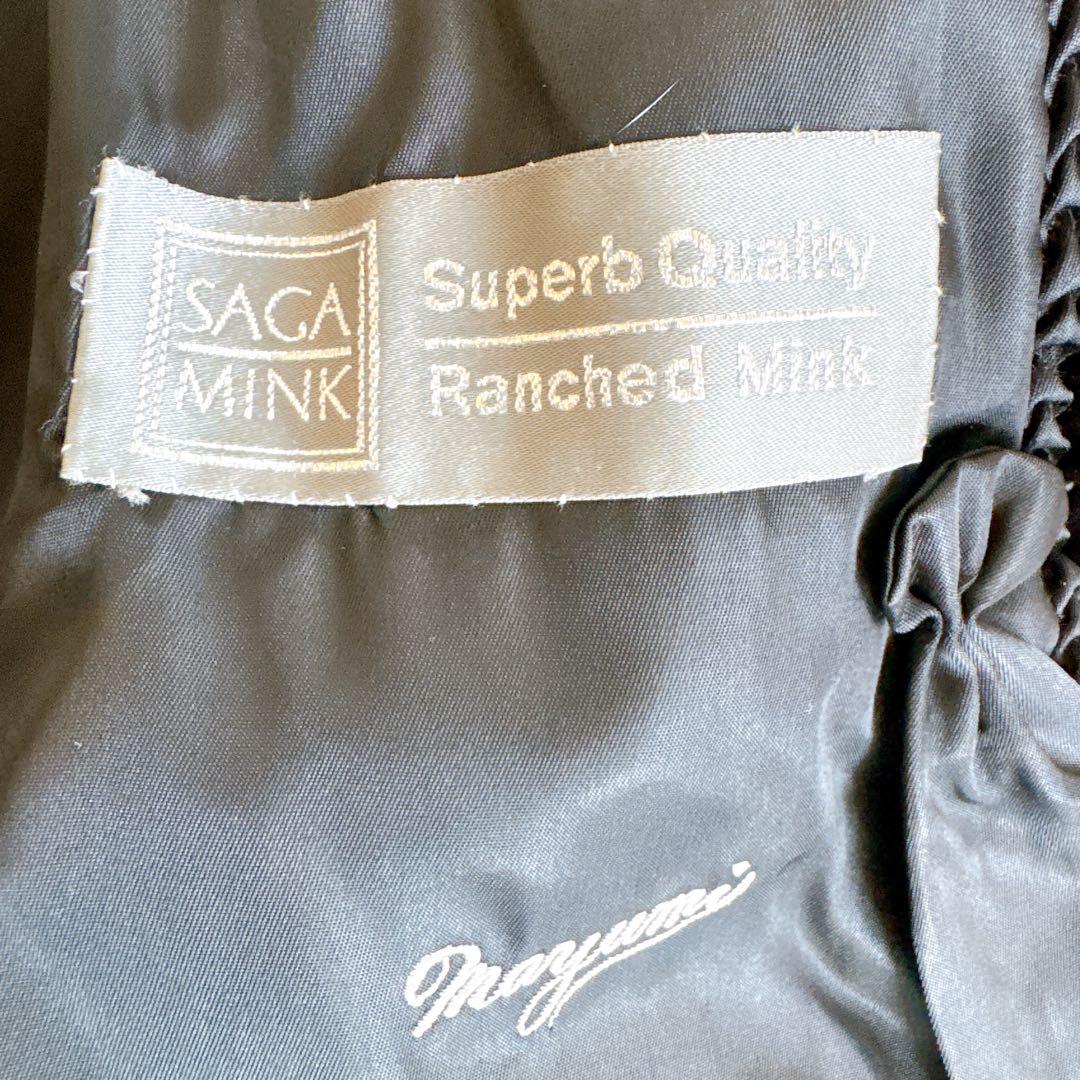 SAGA
MINK
Superb Quality
Ranched Mink
Mayumi